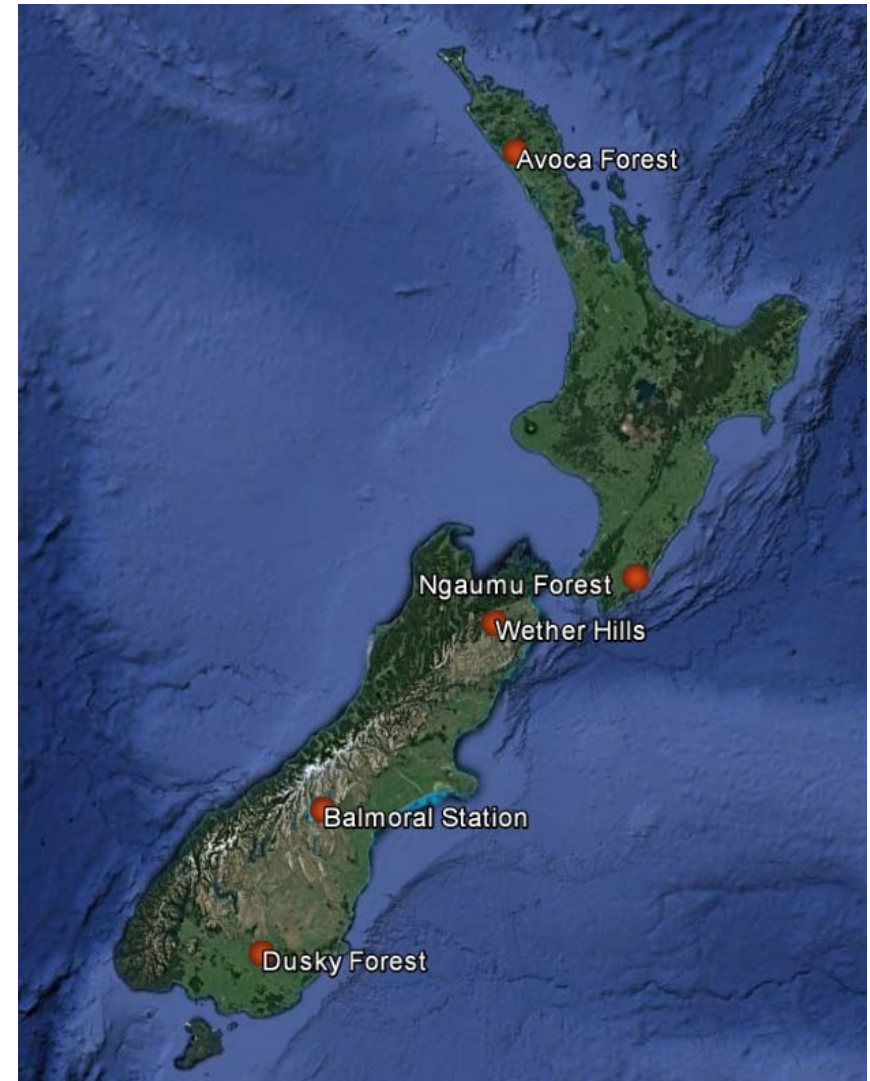 Avoca Forest
Ngaumu Forest
Wether Hills
Balmoral Station
Dusky Forest